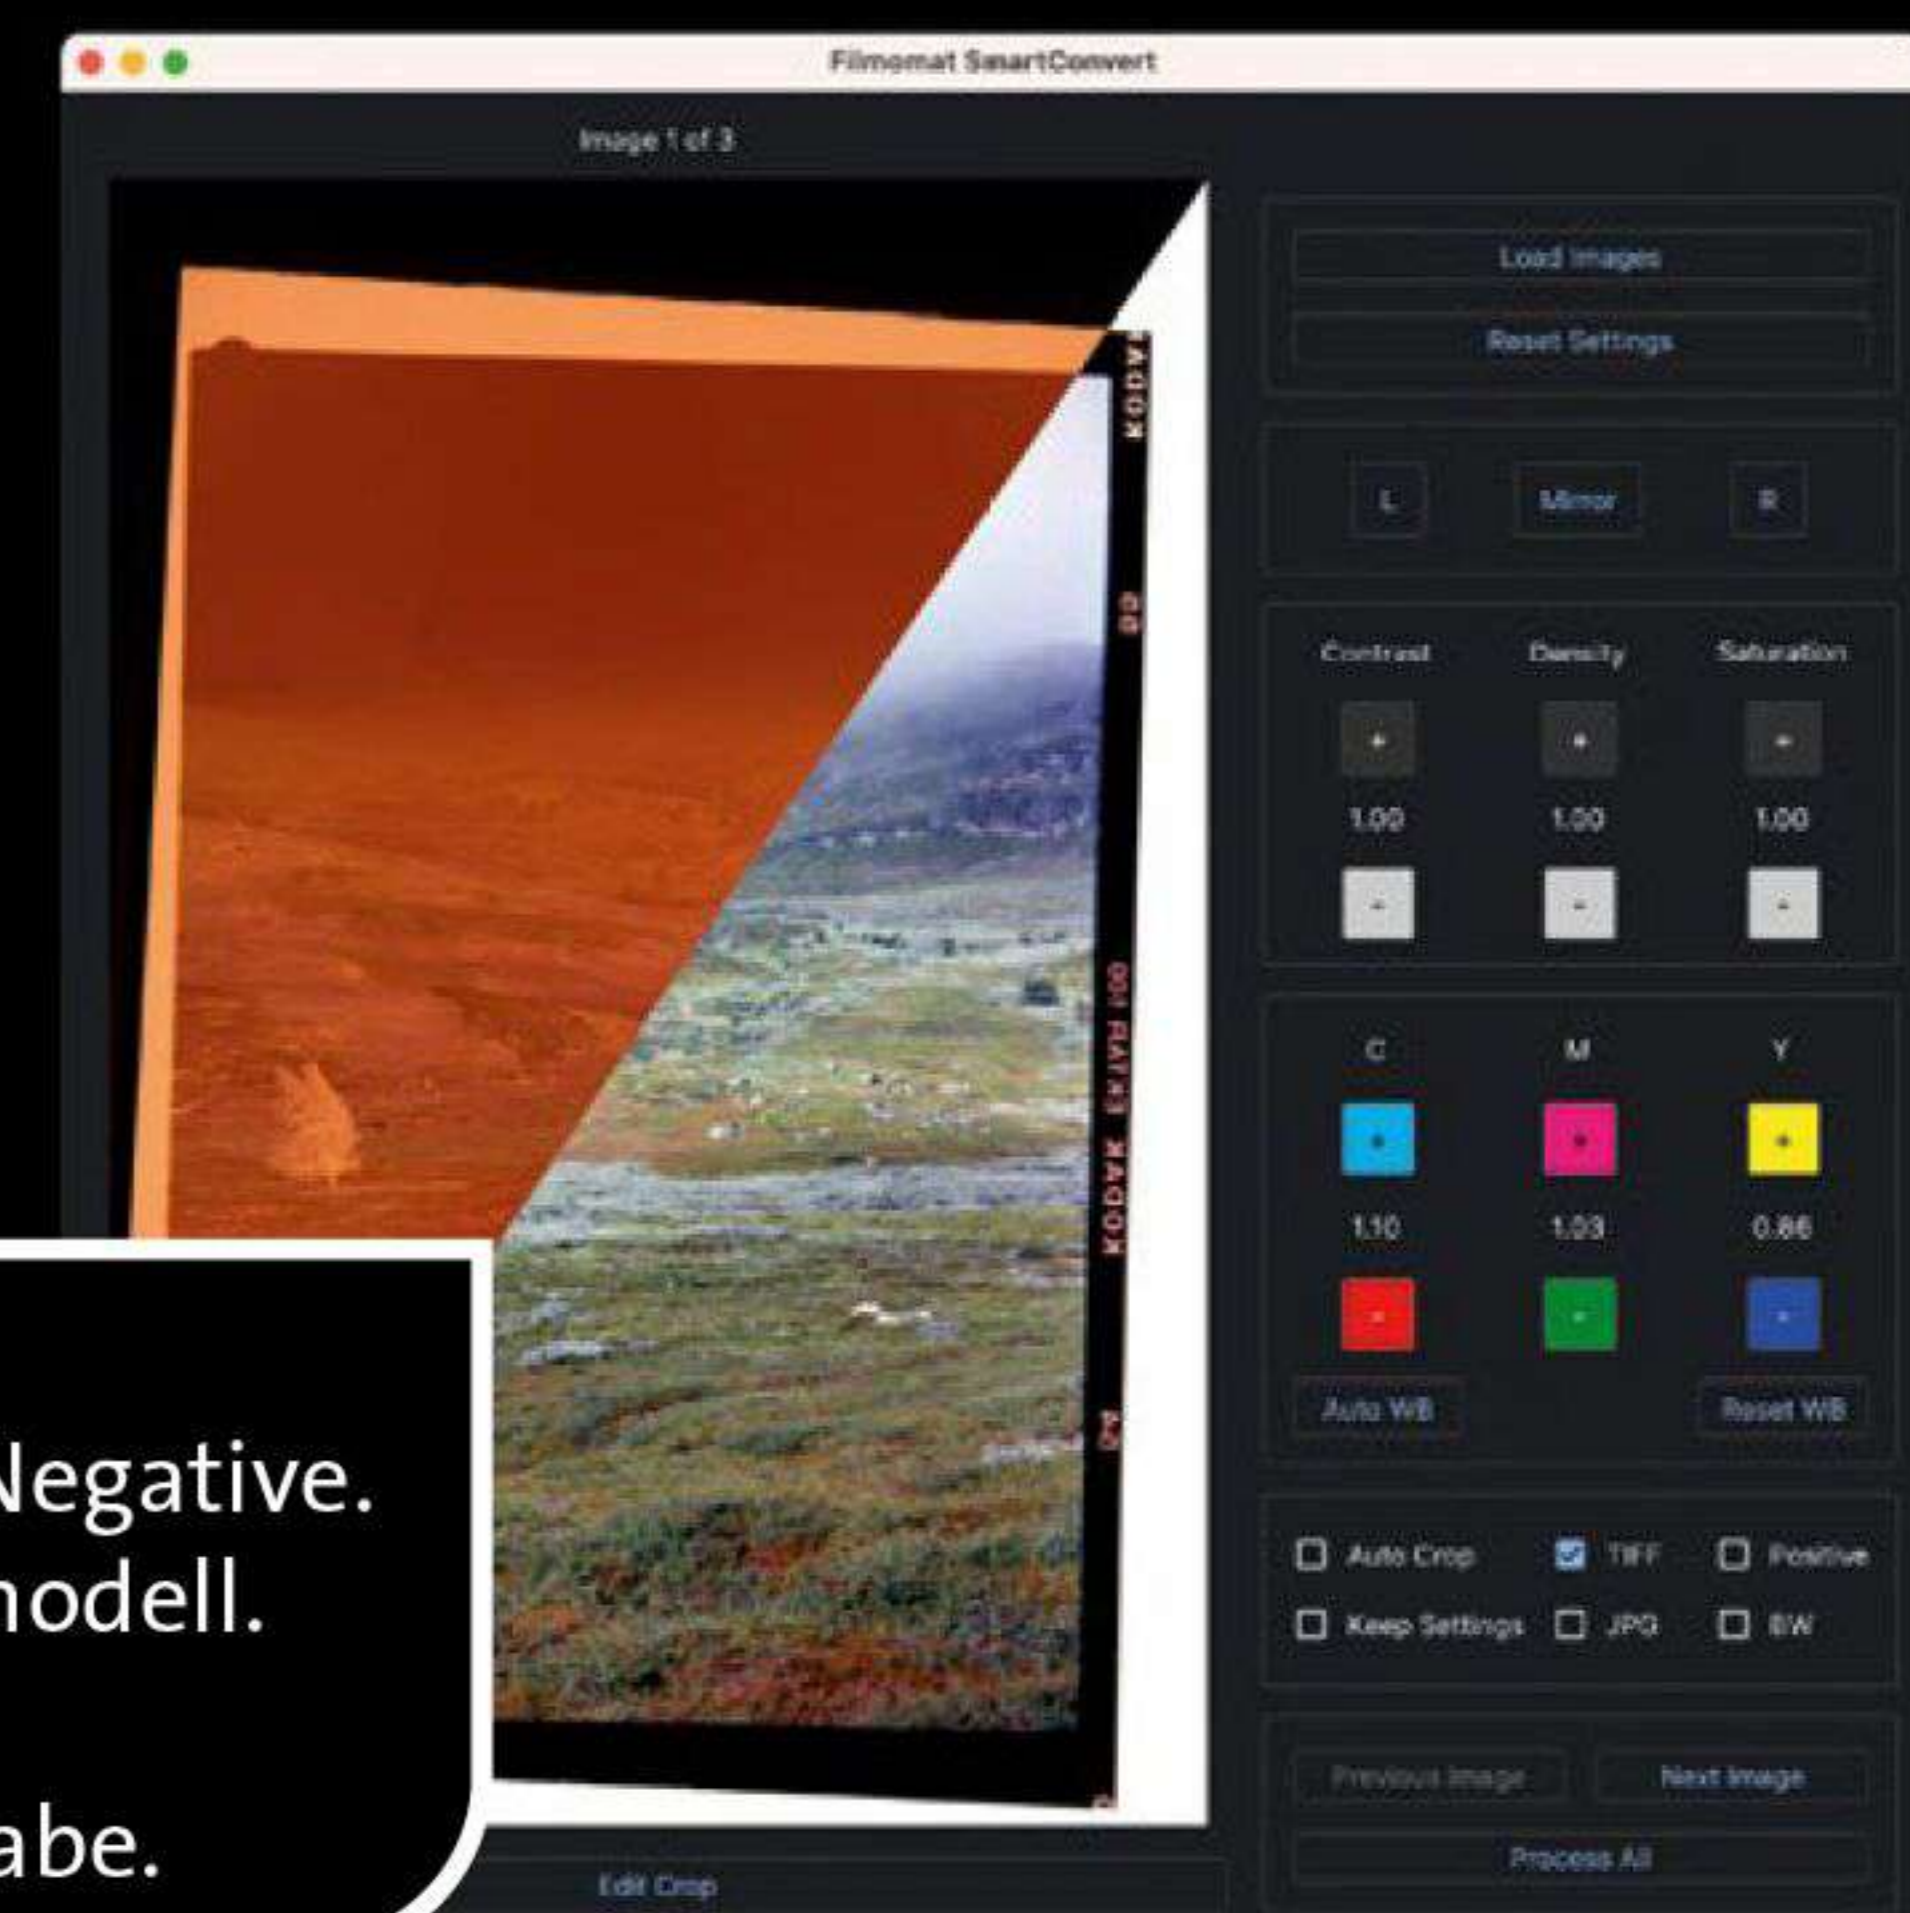 Filmomat SmartConvert
Image 1 of 3
Load Images
Reset Settings
L Mirror R
Contrast Density Saturation
+ + +
1.00 1.00 1.00
- - -
C M Y
+ + +
1.10 1.03 0.86
- - -
Auto WB Reset WB
Auto Crop TIFF Positive
Keep Settings JPG BW
Previous Image Next Image
Process All
Edit Crop
KODAK
KODAK EKTAR 100
Negative.
modell.
abe.